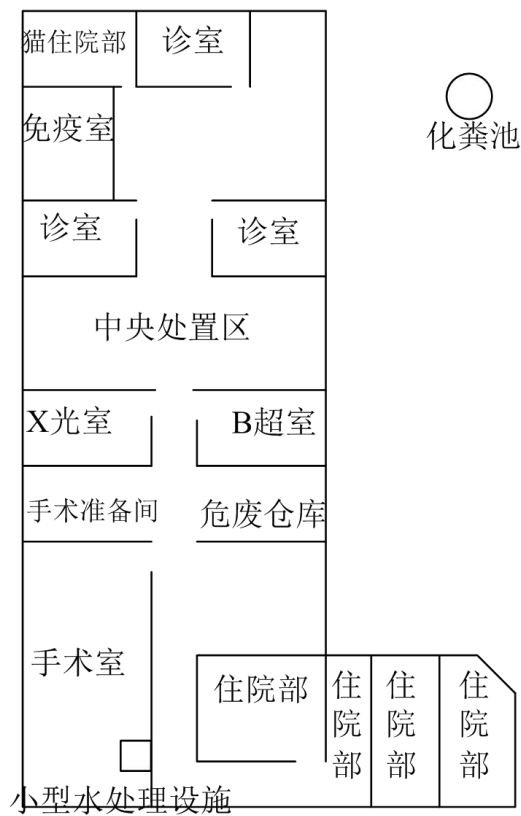 猫住院部
诊室
免疫室
化粪池
诊室
诊室
中央处置区
X光室
B超室
手术准备间
危废仓库
手术室
住院部
住院部
住院部
住院部
小型水处理设施